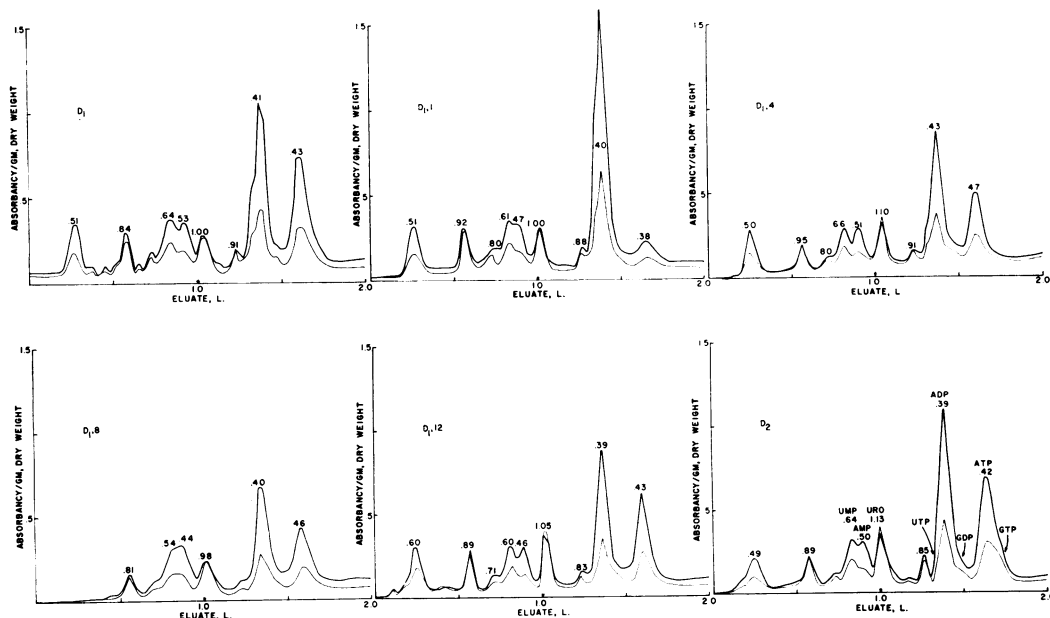 1.5
ABSORBANCY/GM, DRY WEIGHT
.5
D₁
.51
.84
.64
.53
1.00
.91
41
43
1.0
2.0
ELUATE, L.
1.5
ABSORBANCY/GM, DRY WEIGHT
.5
D₁.1
.51
.92
.80
.61
.47
1.00
.88
.40
.38
1.0
2.0
ELUATE, L.
1.5
ABSORBANCY/GM, DRY WEIGHT
.5
D₁.4
50
95
80
66
51
1.10
91
.43
47
1.0
2.0
ELUATE, L.
1.5
ABSORBANCY/GM, DRY WEIGHT
.5
D₁.8
.81
54
44
.98
.40
46
1.0
2.0
ELUATE, L.
1.5
ABSORBANCY/GM, DRY WEIGHT
.5
D₁.12
.60
.89
.71
.60
46
1.05
.83
.39
.43
1.0
2.0
ELUATE, L.
1.5
ABSORBANCY/GM, DRY WEIGHT
.5
D₂
.49
.89
UMP
.64
AMP
.50
URO
1.13
UTP
.85
ADP
.39
GDP
ATP
42
GTP
1.0
2.0
ELUATE, L.